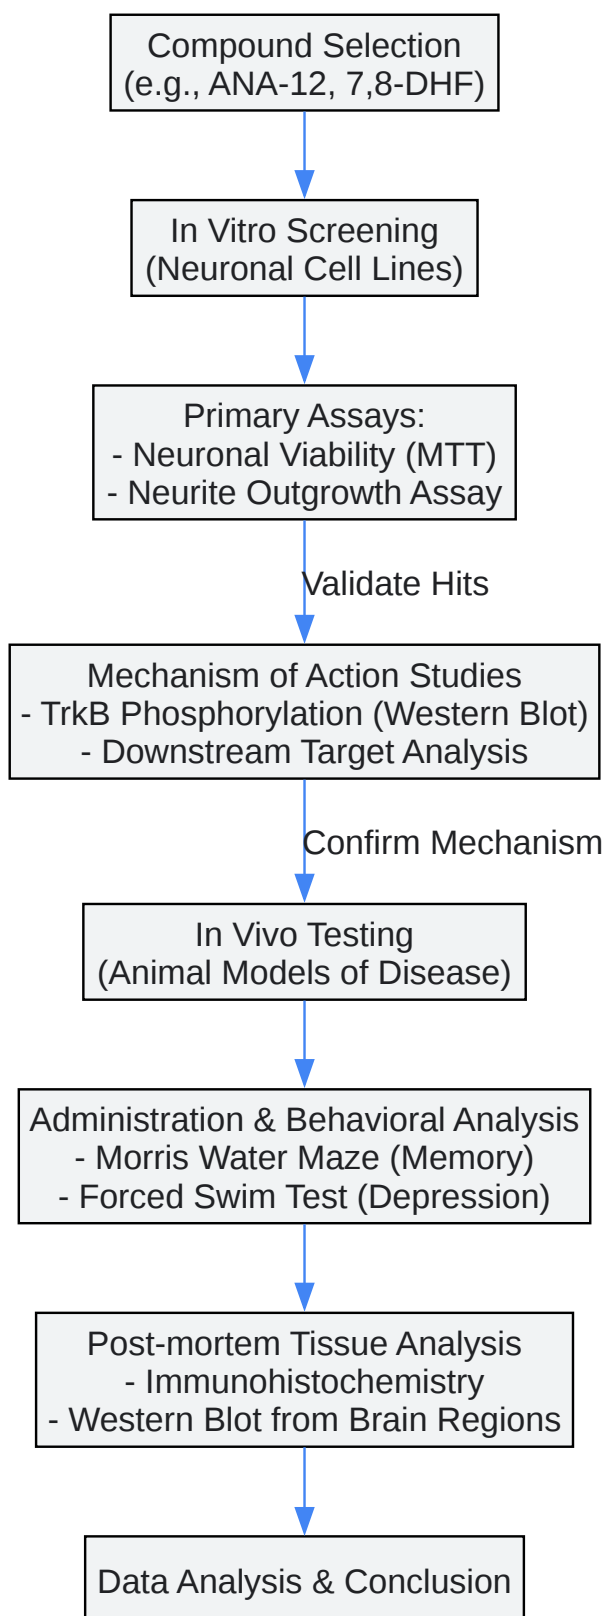 Compound Selection
(e.g., ANA-12, 7,8-DHF)
In Vitro Screening
(Neuronal Cell Lines)
Primary Assays:
- Neuronal Viability (MTT)
- Neurite Outgrowth Assay
Validate Hits
Mechanism of Action Studies
- TrkB Phosphorylation (Western Blot)
- Downstream Target Analysis
Confirm Mechanism
In Vivo Testing
(Animal Models of Disease)
Administration & Behavioral Analysis
- Morris Water Maze (Memory)
- Forced Swim Test (Depression)
Post-mortem Tissue Analysis
- Immunohistochemistry
- Western Blot from Brain Regions
Data Analysis & Conclusion